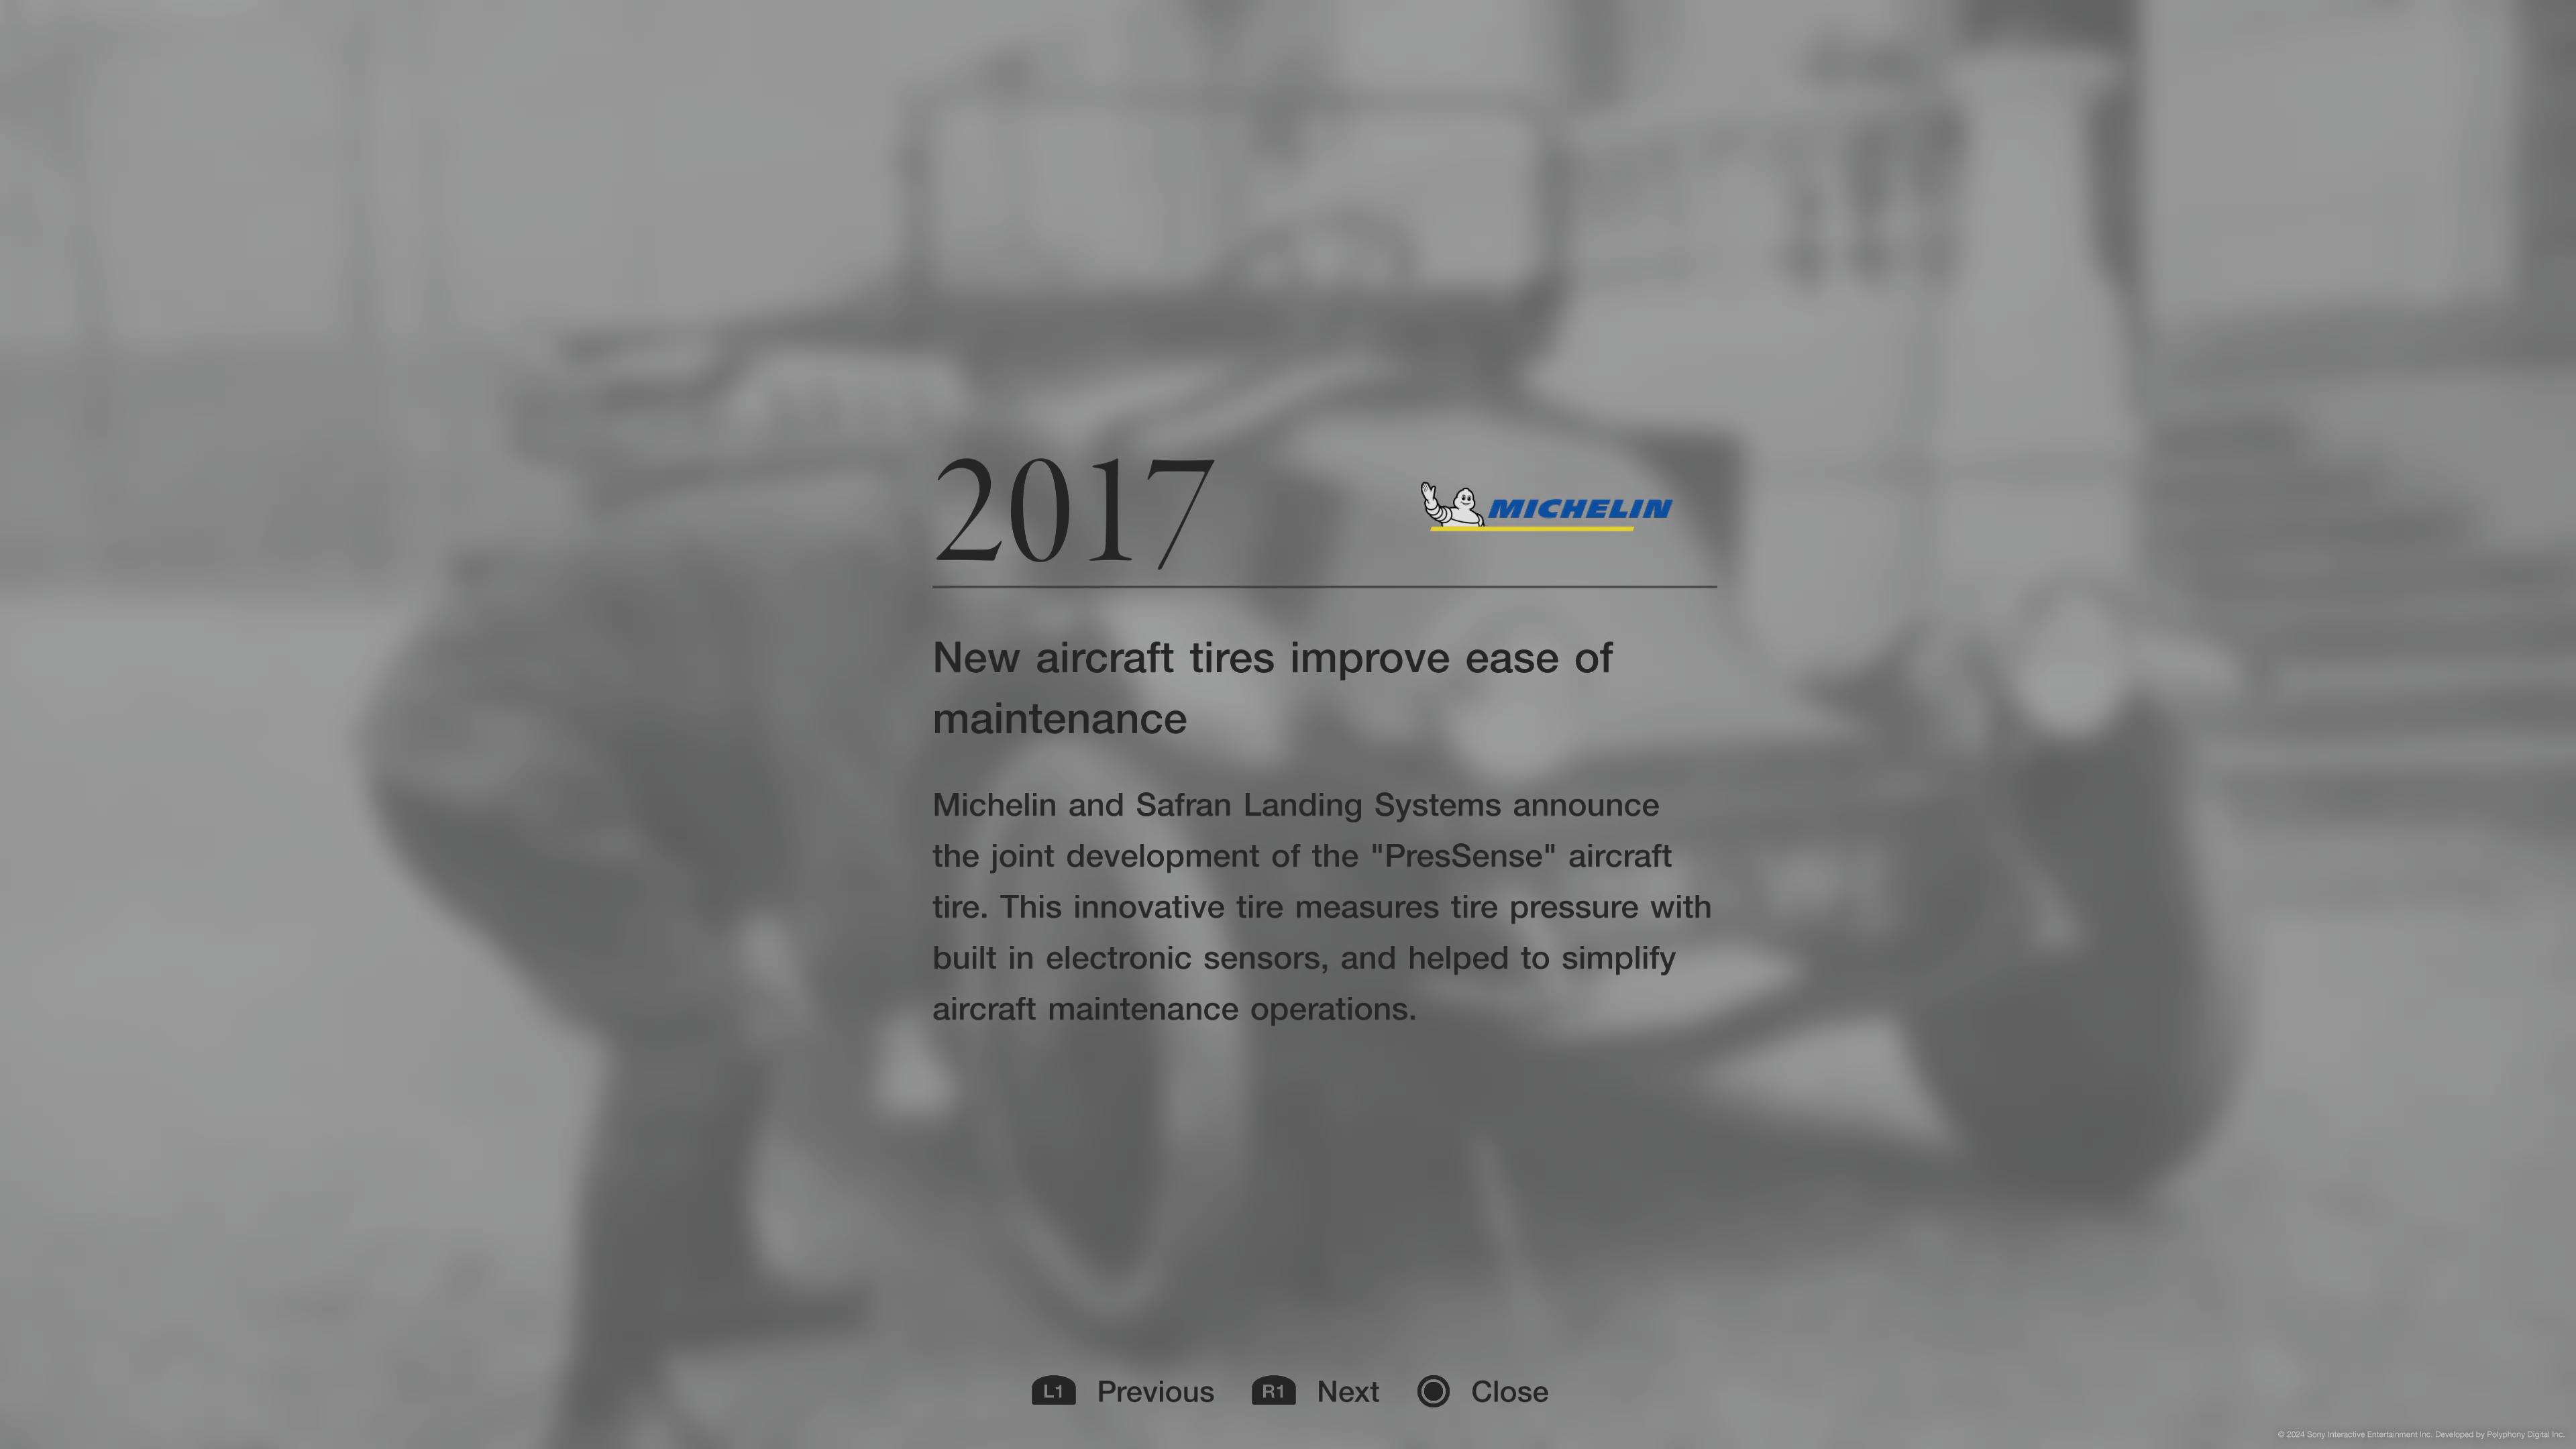 2017
MICHELIN
New aircraft tires improve ease of
maintenance
Michelin and Safran Landing Systems announce
the joint development of the "PresSense" aircraft
tire. This innovative tire measures tire pressure with
built in electronic sensors, and helped to simplify
aircraft maintenance operations.
L1 Previous R1 Next Close
© 2024 Sony Interactive Entertainment Inc. Developed by Polyphony Digital Inc.